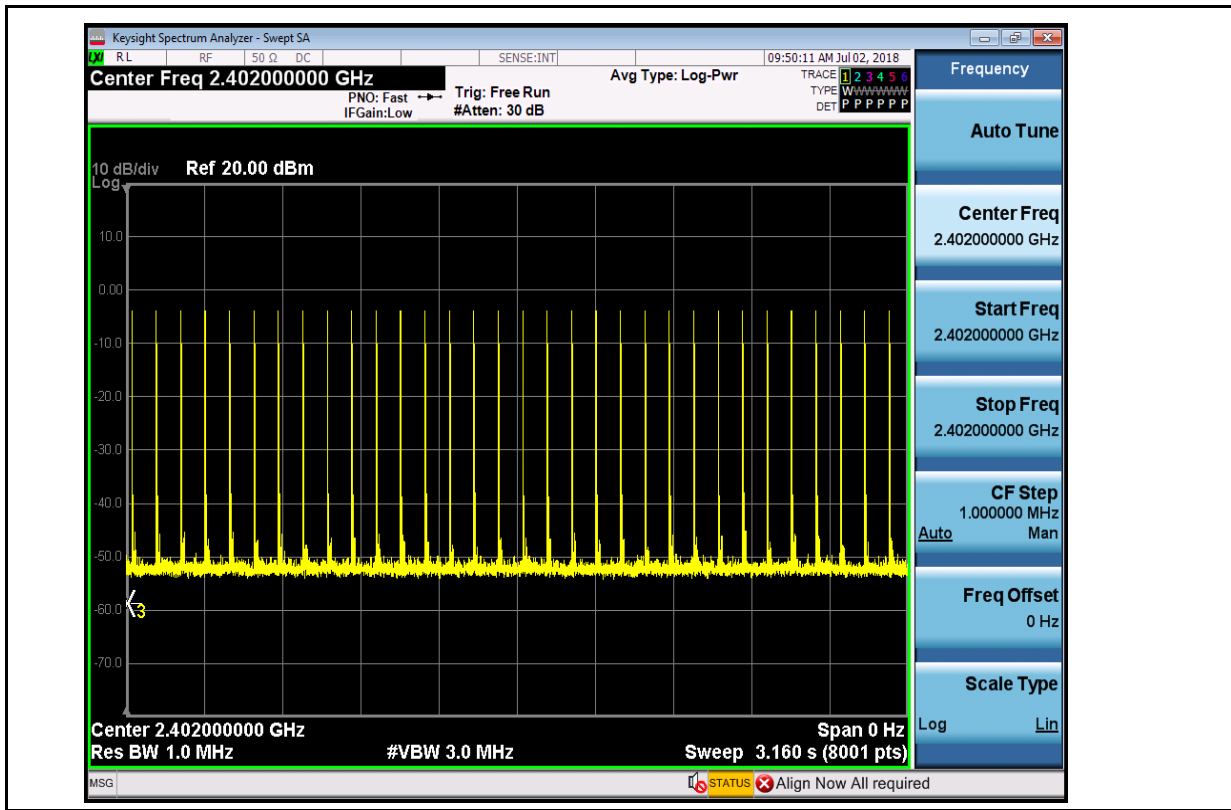 Keysight Spectrum Analyzer - Swept SA
LXI RL RF 50 Ω DC SENSE:INT 09:50:11 AM Jul 02, 2018
Center Freq 2.402000000 GHz
PNO: Fast
IFGain:Low
Trig: Free Run
#Atten: 30 dB
Avg Type: Log-Pwr
TRACE 1 2 3 4 5 6
TYPE WWWWWW
DET P P P P P P
10 dB/div
Log
Ref 20.00 dBm
10.0
0.00
-10.0
-20.0
-30.0
-40.0
-50.0
-60.0
-70.0
3
Center 2.402000000 GHz
Span 0 Hz
Res BW 1.0 MHz
#VBW 3.0 MHz
Sweep 3.160 s (8001 pts)
MSG
STATUS
Align Now All required
Frequency
Auto Tune
Center Freq
2.402000000 GHz
Start Freq
2.402000000 GHz
Stop Freq
2.402000000 GHz
CF Step
1.000000 MHz
Auto Man
Freq Offset
0 Hz
Scale Type
Log Lin